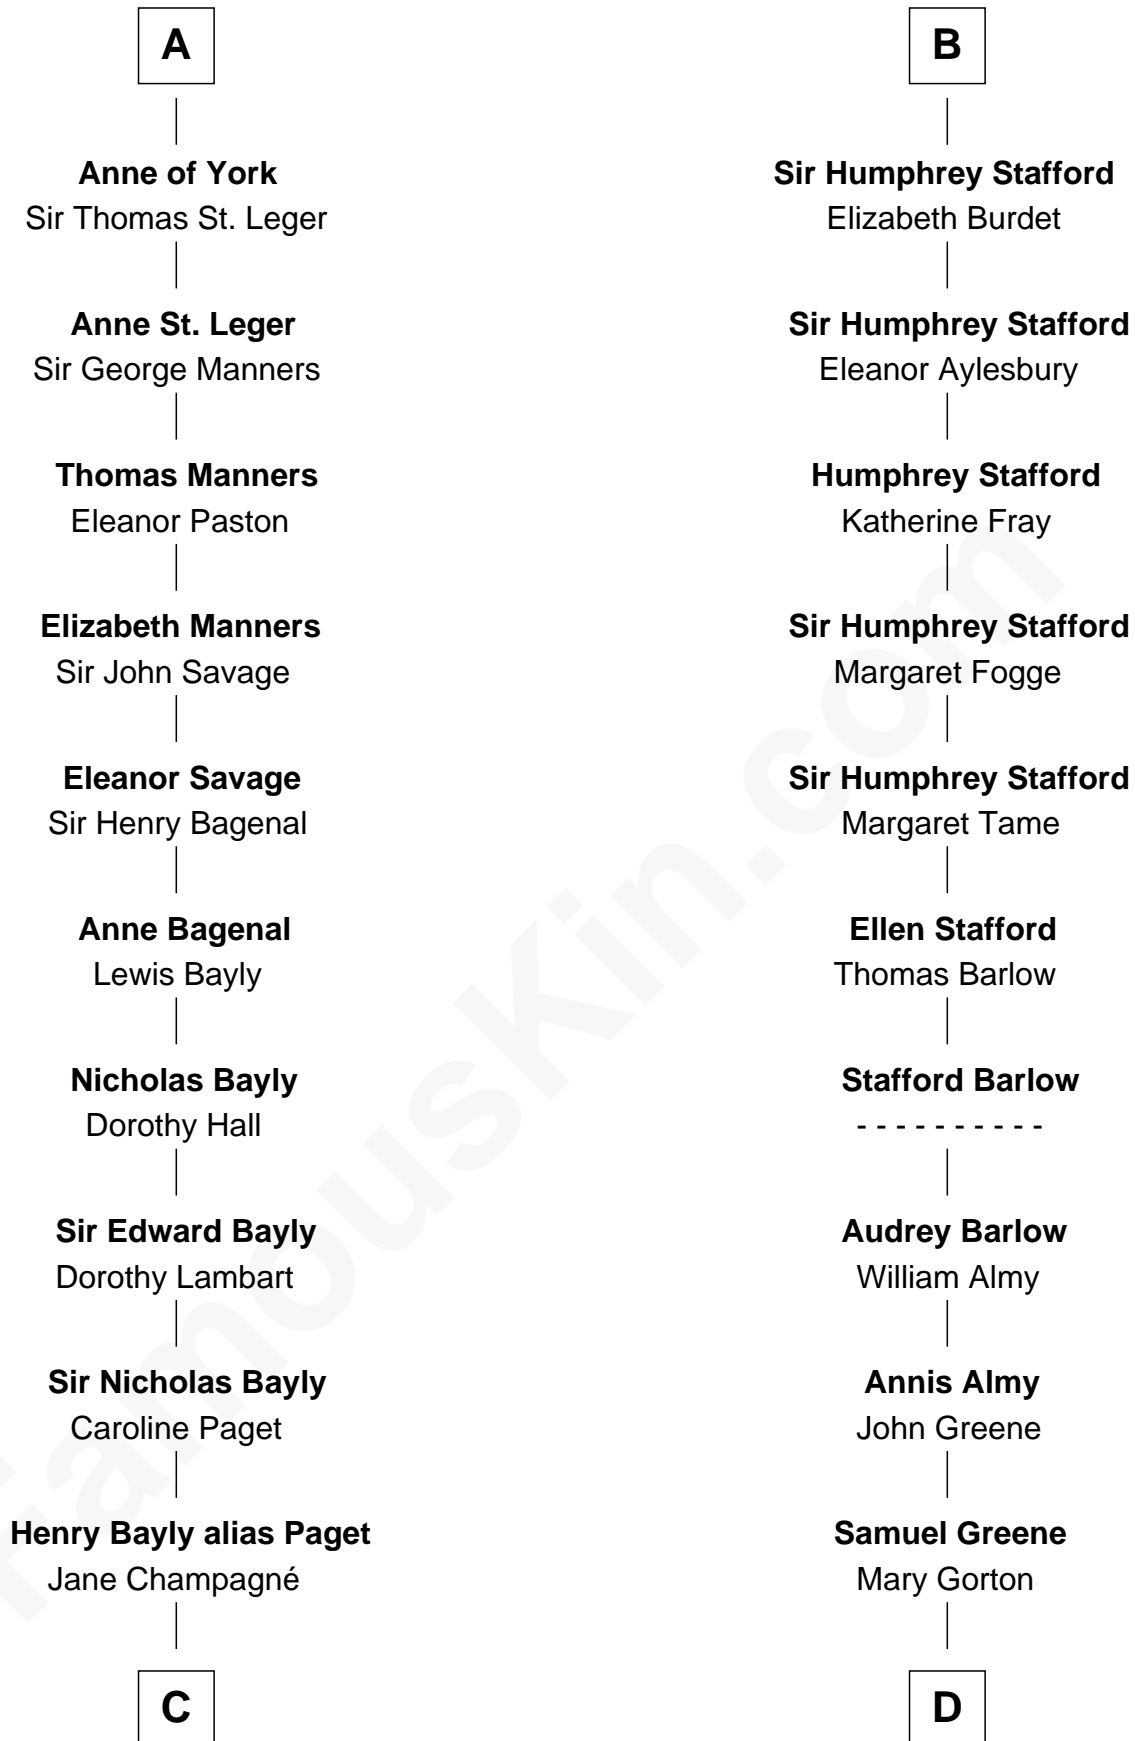 A
Anne of York
Sir Thomas St. Leger
Anne St. Leger
Sir George Manners
Thomas Manners
Eleanor Paston
Elizabeth Manners
Sir John Savage
Eleanor Savage
Sir Henry Bagenal
Anne Bagenal
Lewis Bayly
Nicholas Bayly
Dorothy Hall
Sir Edward Bayly
Dorothy Lambart
Sir Nicholas Bayly
Caroline Paget
Henry Bayly alias Paget
Jane Champagné
C
B
Sir Humphrey Stafford
Elizabeth Burdet
Sir Humphrey Stafford
Eleanor Aylesbury
Humphrey Stafford
Katherine Fray
Sir Humphrey Stafford
Margaret Fogge
Sir Humphrey Stafford
Margaret Tame
Ellen Stafford
Thomas Barlow
Stafford Barlow
- - - - - - - - - -
Audrey Barlow
William Almy
Annis Almy
John Greene
Samuel Greene
Mary Gorton
D
FamousKin.com